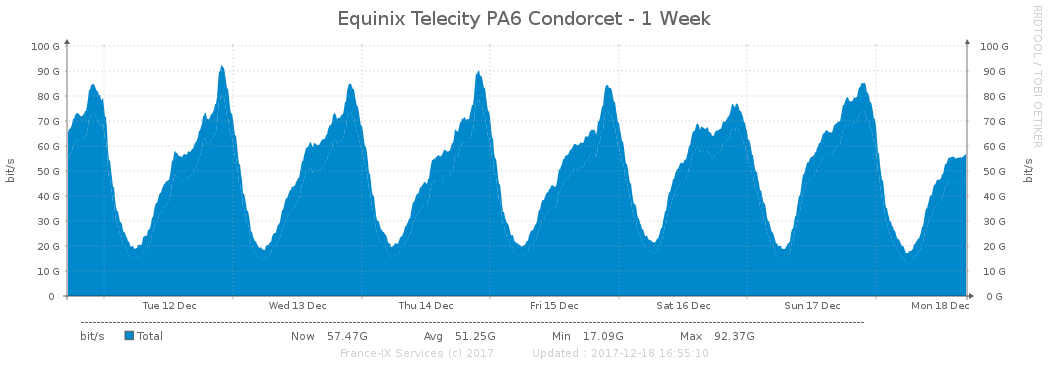 Equinix Telecity PA6 Condorcet - 1 Week
RRDTOOL / TOBI OETIKER
bit/s
100 G
90 G
80 G
70 G
60 G
50 G
40 G
30 G
20 G
10 G
0
100 G
90 G
80 G
70 G
60 G
50 G
40 G
30 G
20 G
10 G
0 G
bit/s
Tue 12 Dec Wed 13 Dec Thu 14 Dec Fri 15 Dec Sat 16 Dec Sun 17 Dec Mon 18 Dec
bit/s Total Now 57.47G Avg 51.25G Min 17.09G Max 92.37G
France-IX Services (c) 2017 Updated : 2017-12-18 16:55:10